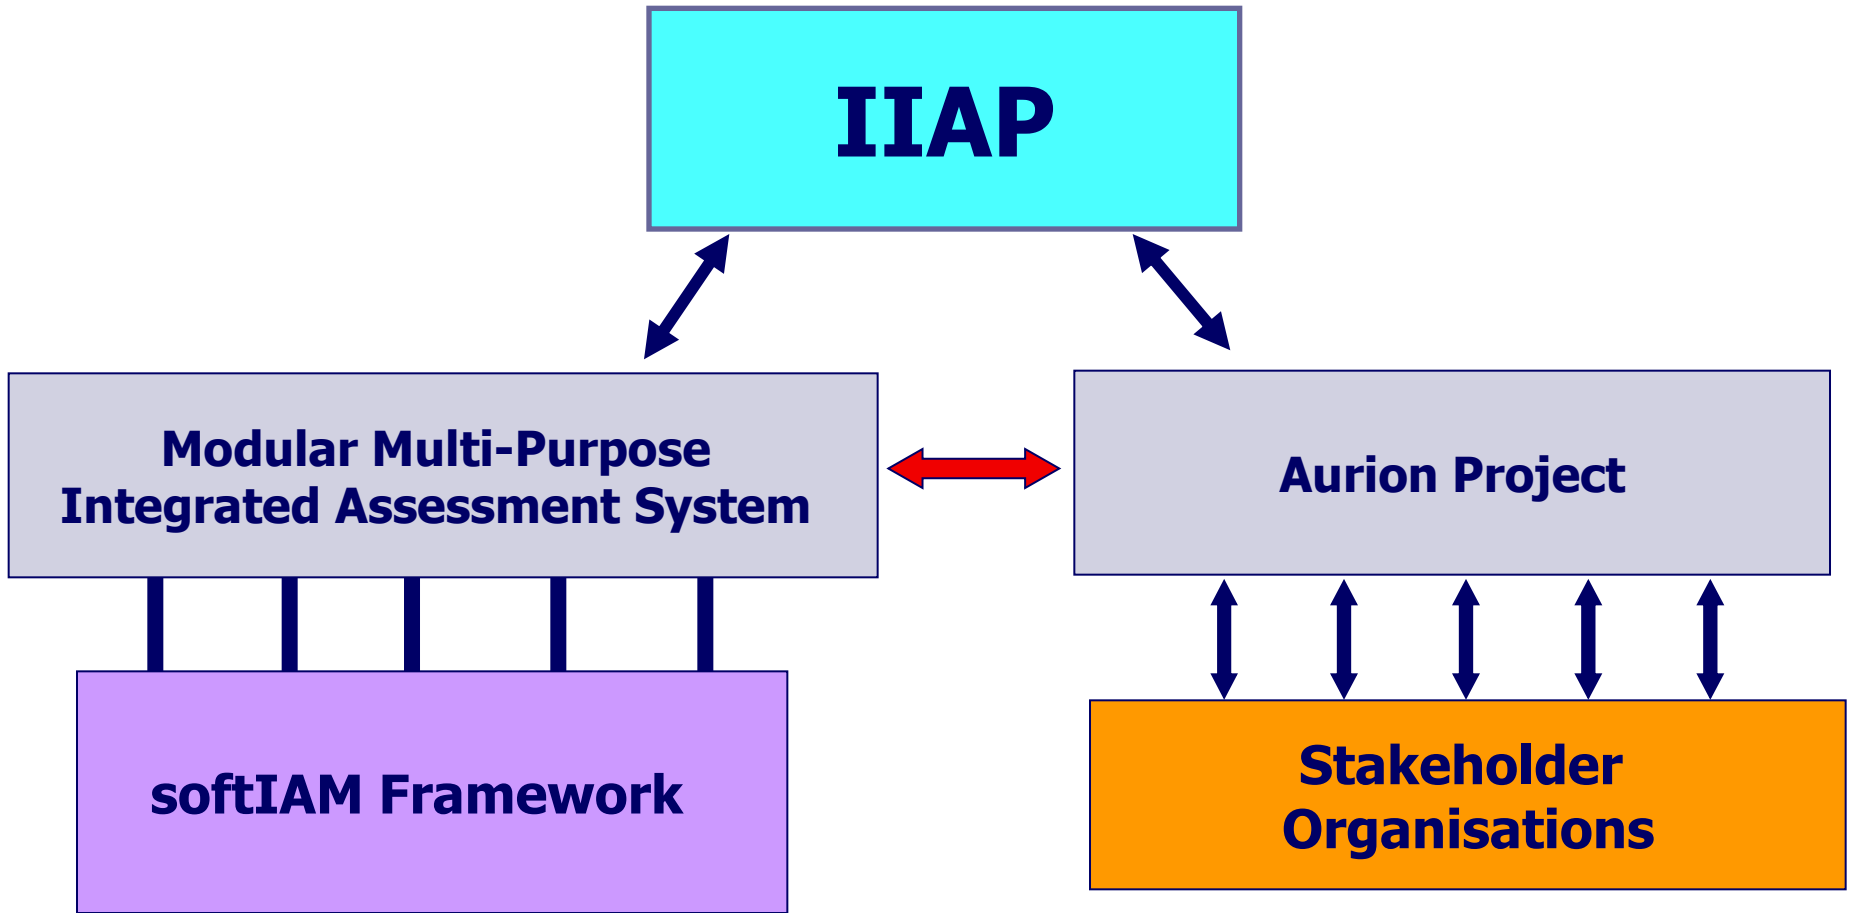 IIAP
Modular Multi-Purpose
Integrated Assessment System
Aurion Project
softIAM Framework
Stakeholder
Organisations